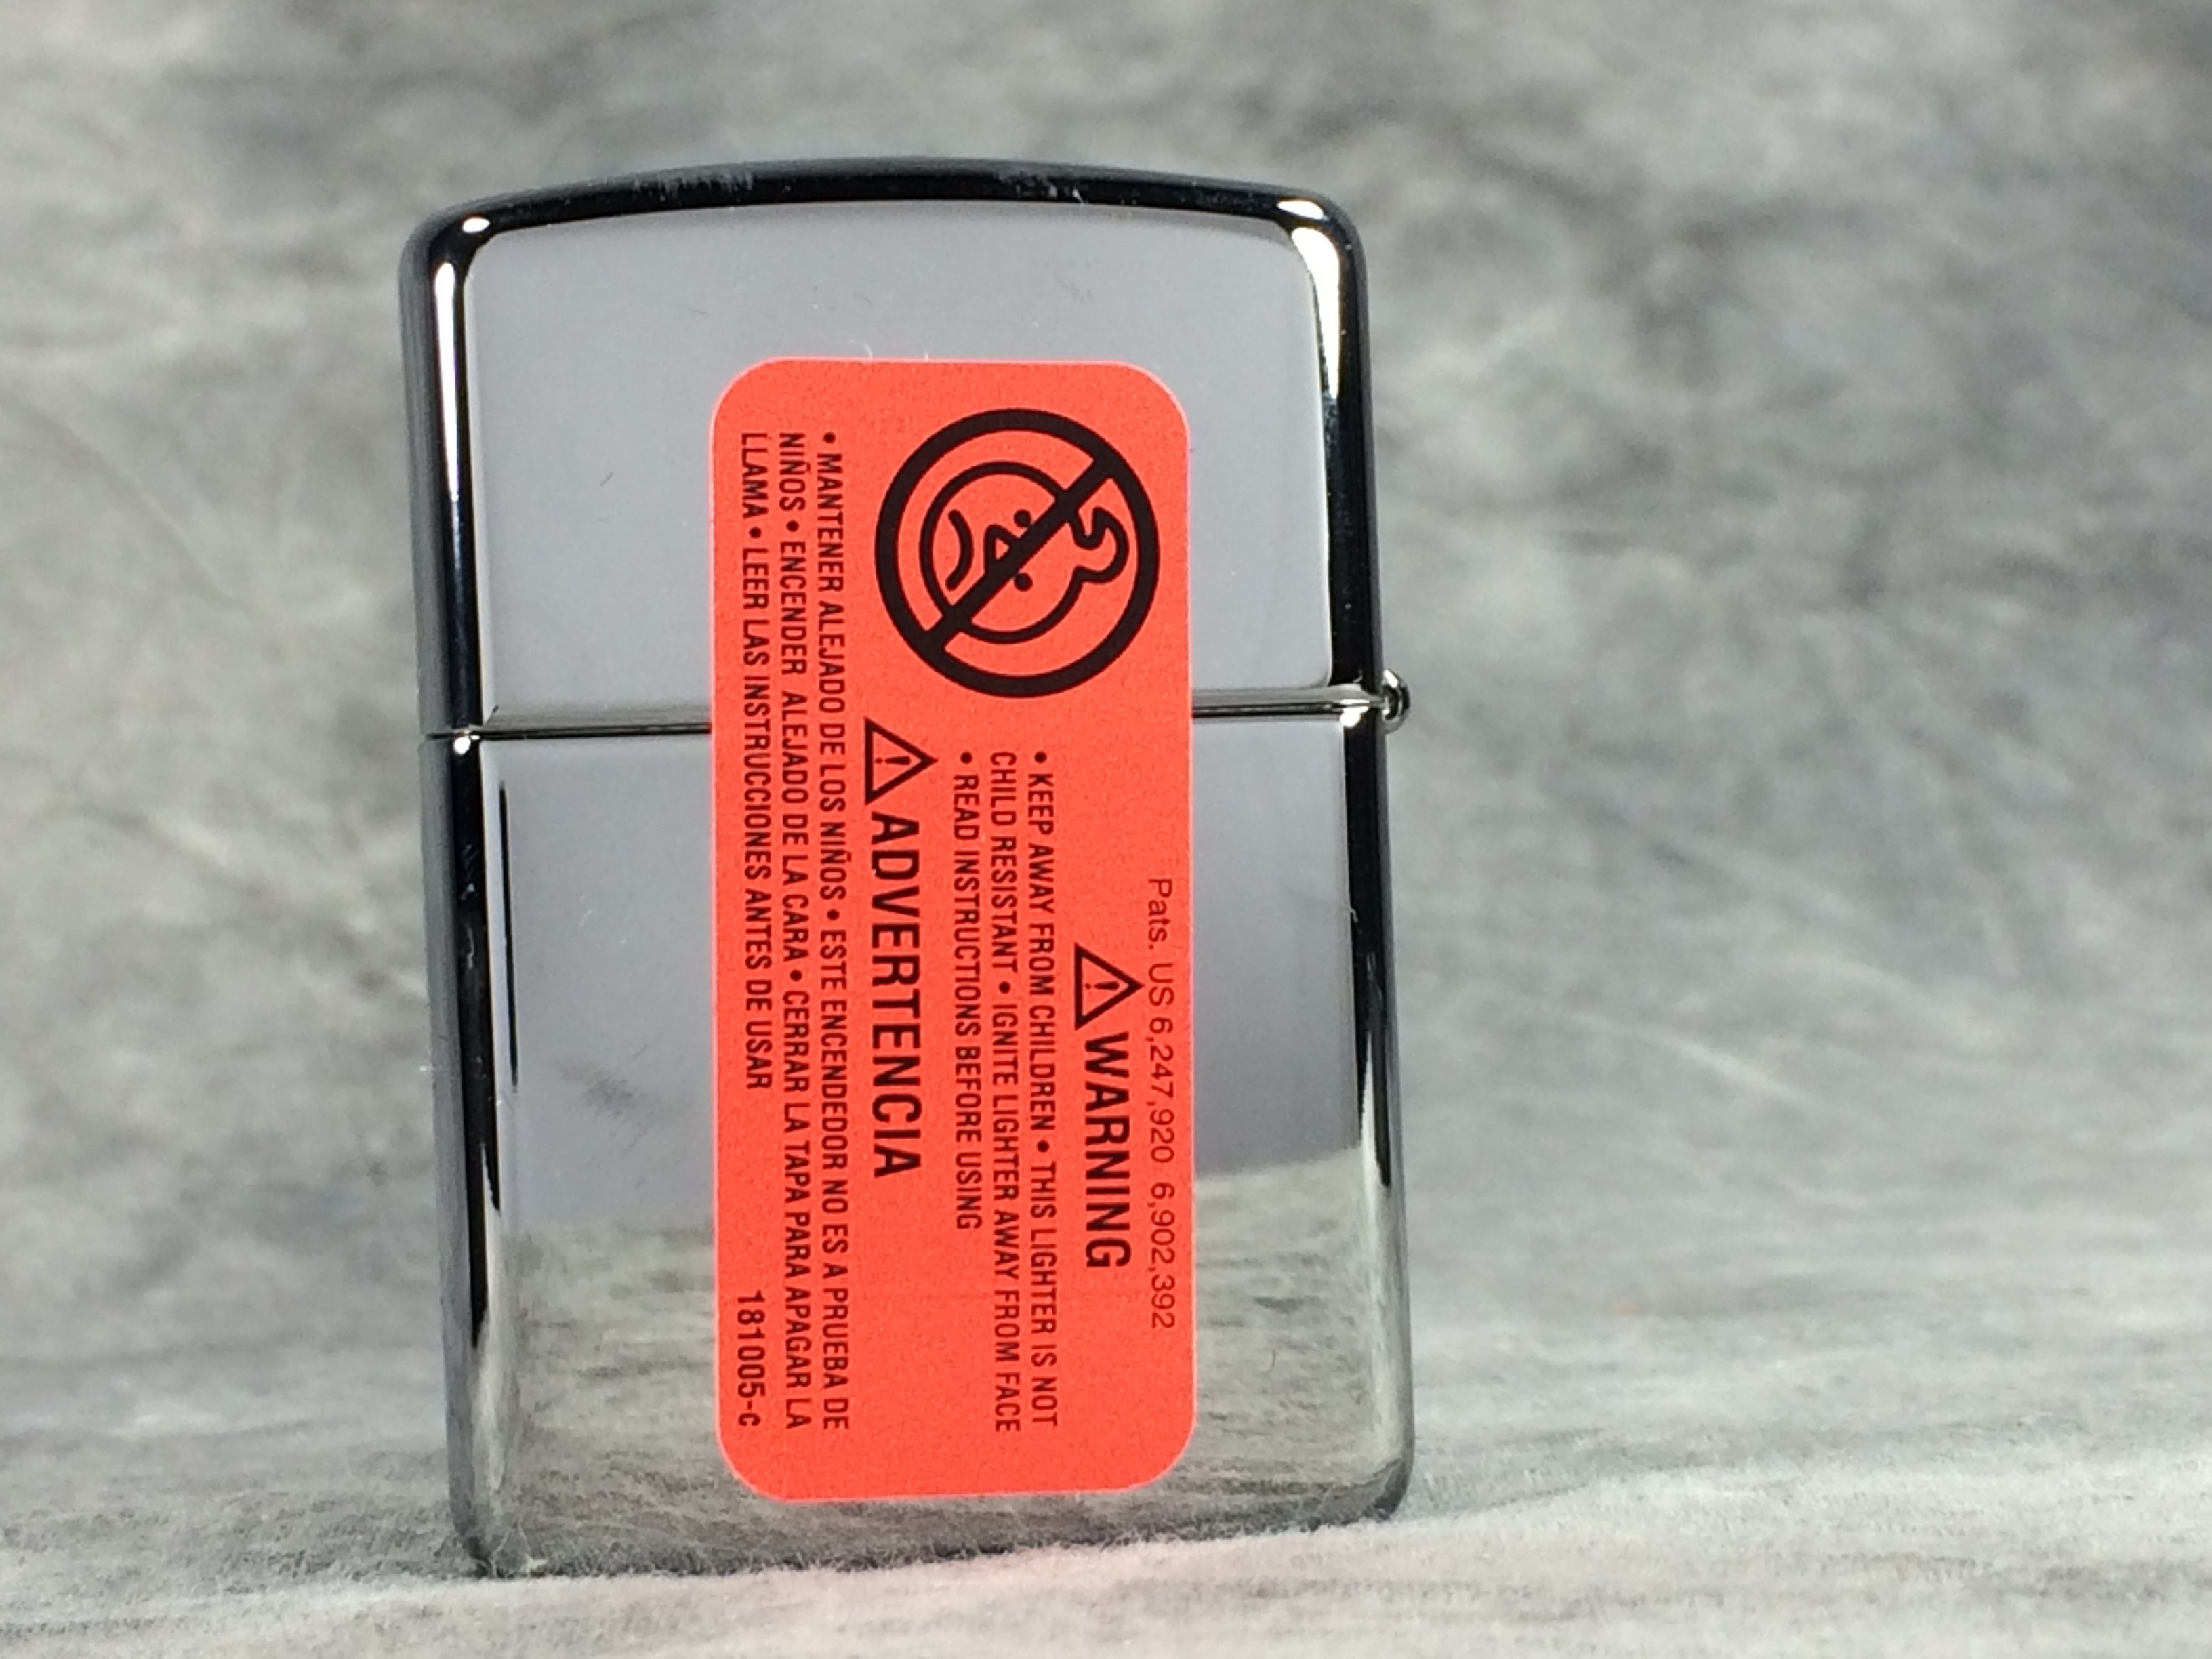 Pats. US 6,247,920 6,902,392
WARNING
• KEEP AWAY FROM CHILDREN • THIS LIGHTER IS NOT
CHILD RESISTANT • IGNITE LIGHTER AWAY FROM FACE
• READ INSTRUCTIONS BEFORE USING
ADVERTENCIA
• MANTENER ALEJADO DE LOS NIÑOS • ESTE ENCENDEDOR NO ES A PRUEBA DE
NIÑOS • ENCENDER ALEJADO DE LA CARA • CERRAR LA TAPA PARA APAGAR LA
LLAMA • LEER LAS INSTRUCCIONES ANTES DE USAR 181005-c